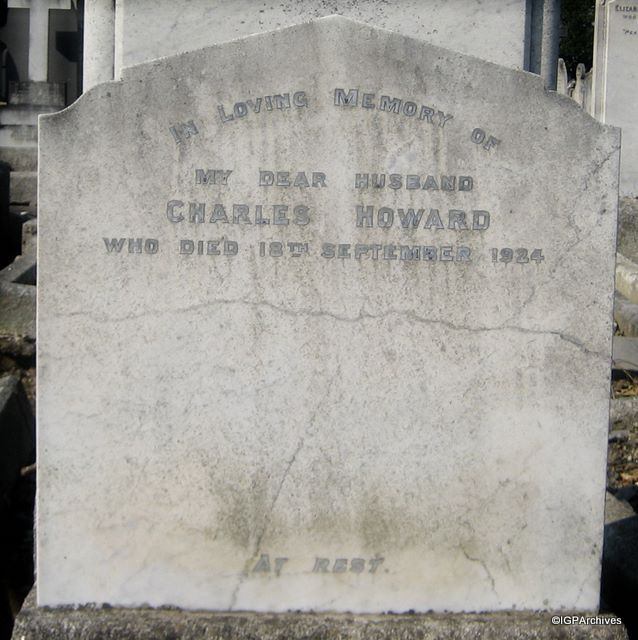 IN LOVING MEMORY OF
MY DEAR HUSBAND
CHARLES HOWARD
WHO DIED 18TH SEPTEMBER 1924
AT REST.
©IGPArchives